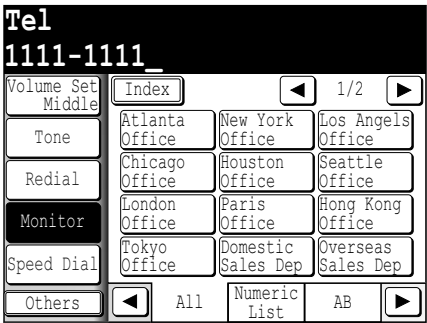 Tel
1111-1111_
Volume Set
Middle
Tone
Redial
Monitor
Speed Dial
Others
Index
1/2
Atlanta
Office
New York
Office
Los Angels
Office
Chicago
Office
Houston
Office
Seattle
Office
London
Office
Paris
Office
Hong Kong
Office
Tokyo
Office
Domestic
Sales Dep
Overseas
Sales Dep
All
Numeric
List
AB